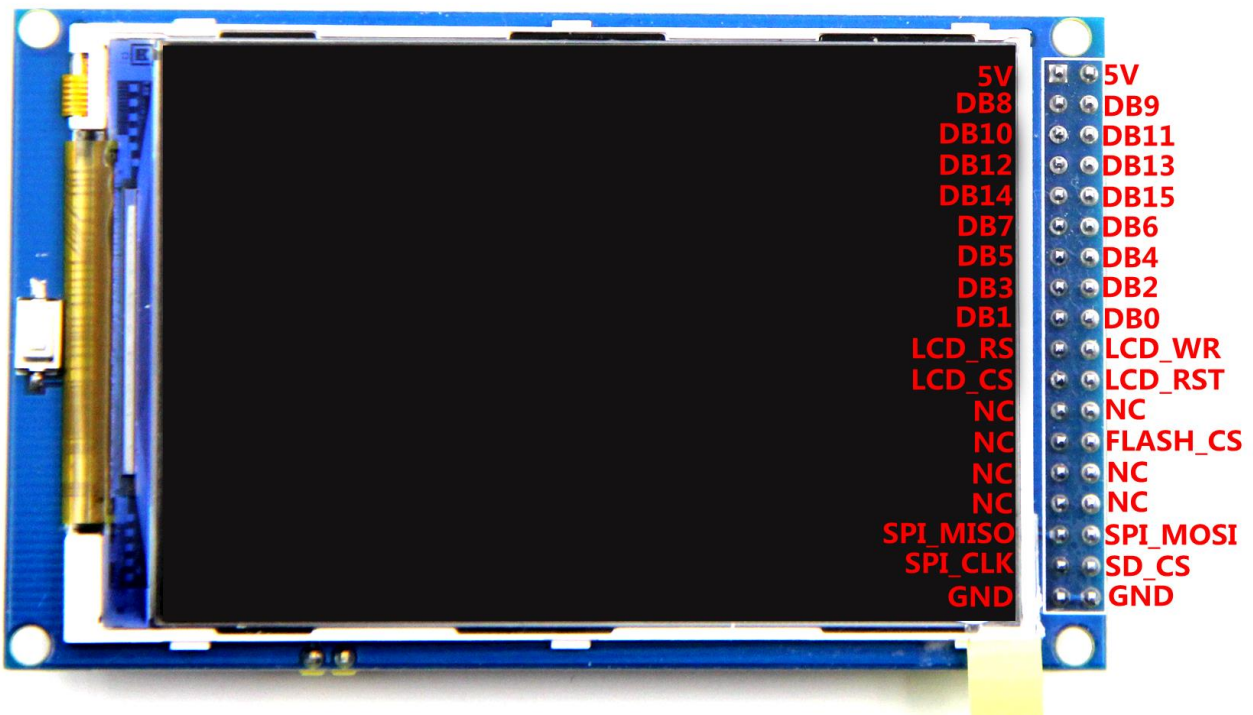 5V 5V
DB8 DB9
DB10 DB11
DB12 DB13
DB14 DB15
DB7 DB6
DB5 DB4
DB3 DB2
DB1 DB0
LCD_RS LCD_WR
LCD_CS LCD_RST
NC NC
NC FLASH_CS
NC NC
NC NC
SPI_MISO SPI_MOSI
SPI_CLK SD_CS
GND GND